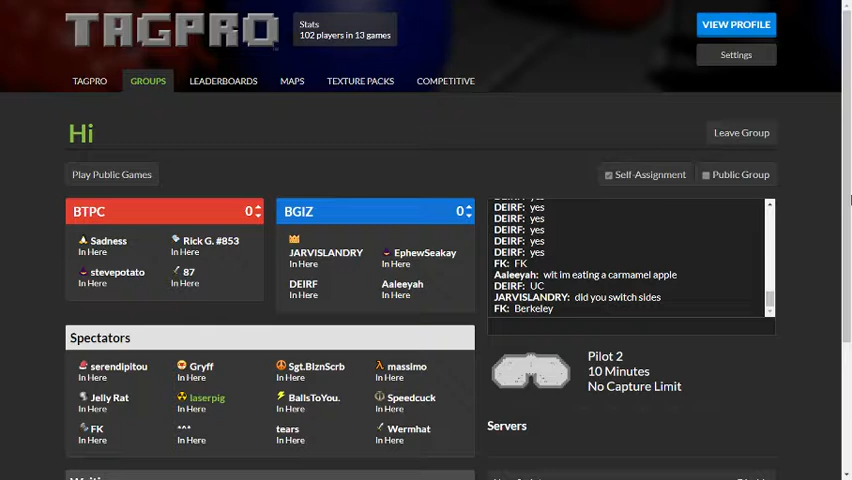 TAGPRO
Stats
102 players in 13 games
VIEW PROFILE
Settings
TAGPRO GROUPS LEADERBOARDS MAPS TEXTURE PACKS COMPETITIVE
Hi
Leave Group
Play Public Games
Self-Assignment
Public Group
BTPC 0
Sadness
In Here
Rick G. #853
In Here
stevepotato
In Here
87
In Here
BGIZ 0
JARVISLANDRY
In Here
EphewSeakay
In Here
DEIRF
In Here
Aaleeyah
In Here
DEIRF: yes
DEIRF: yes
DEIRF: yes
DEIRF: yes
DEIRF: yes
FK: FK
Aaleeyah: wit im eating a carmamel apple
DEIRF: UC
JARVISLANDRY: did you switch sides
FK: Berkeley
Spectators
serendipitou
In Here
Gryff
In Here
Sgt.BlznScrb
In Here
massimo
In Here
Jelly Rat
In Here
laserpig
In Here
BallsToYou.
In Here
Speedcuck
In Here
FK
In Here
^^^
In Here
tears
In Here
Wermhat
In Here
Pilot 2
10 Minutes
No Capture Limit
Servers